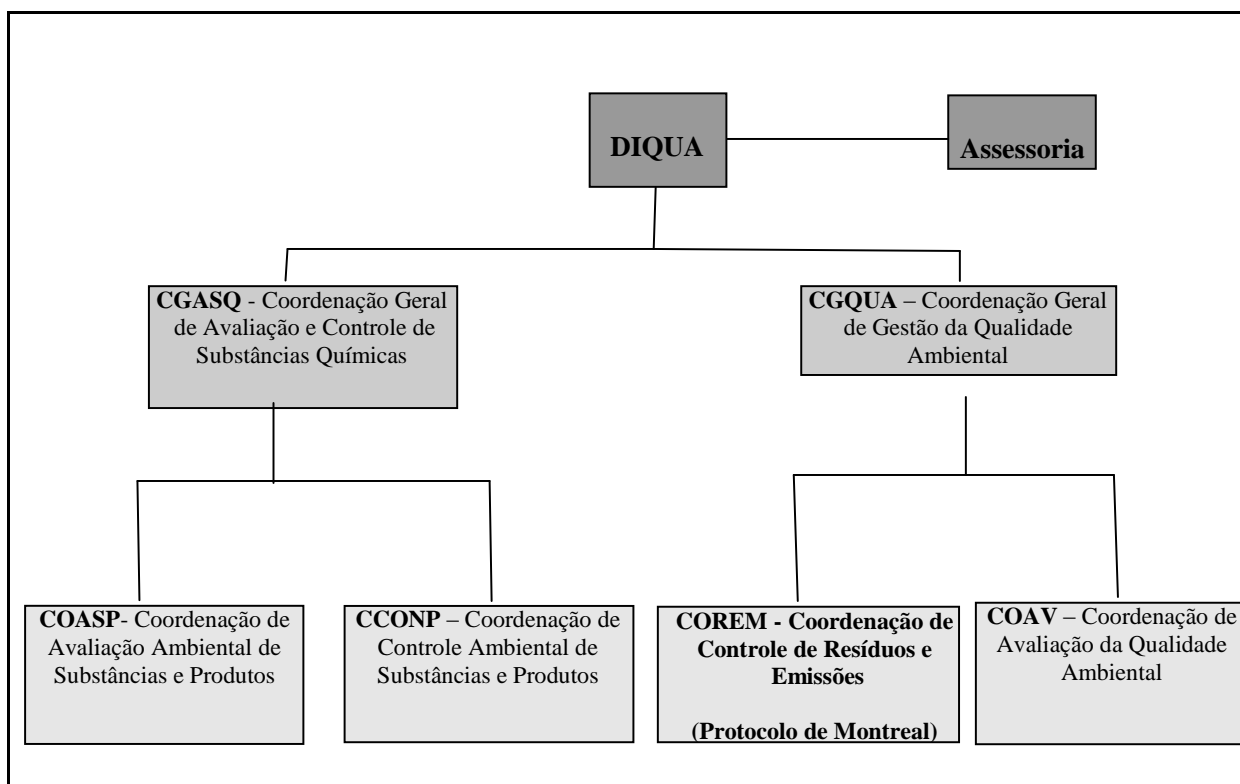 DIQUA
Assessoria
CGASQ - Coordenação Geral
de Avaliação e Controle de
Substâncias Químicas
CGQUA – Coordenação Geral
de Gestão da Qualidade
Ambiental
COASP- Coordenação de
Avaliação Ambiental de
Substâncias e Produtos
CCONP – Coordenação de
Controle Ambiental de
Substâncias e Produtos
COREM - Coordenação de
Controle de Resíduos e
Emissões
(Protocolo de Montreal)
COAV – Coordenação de
Avaliação da Qualidade
Ambiental